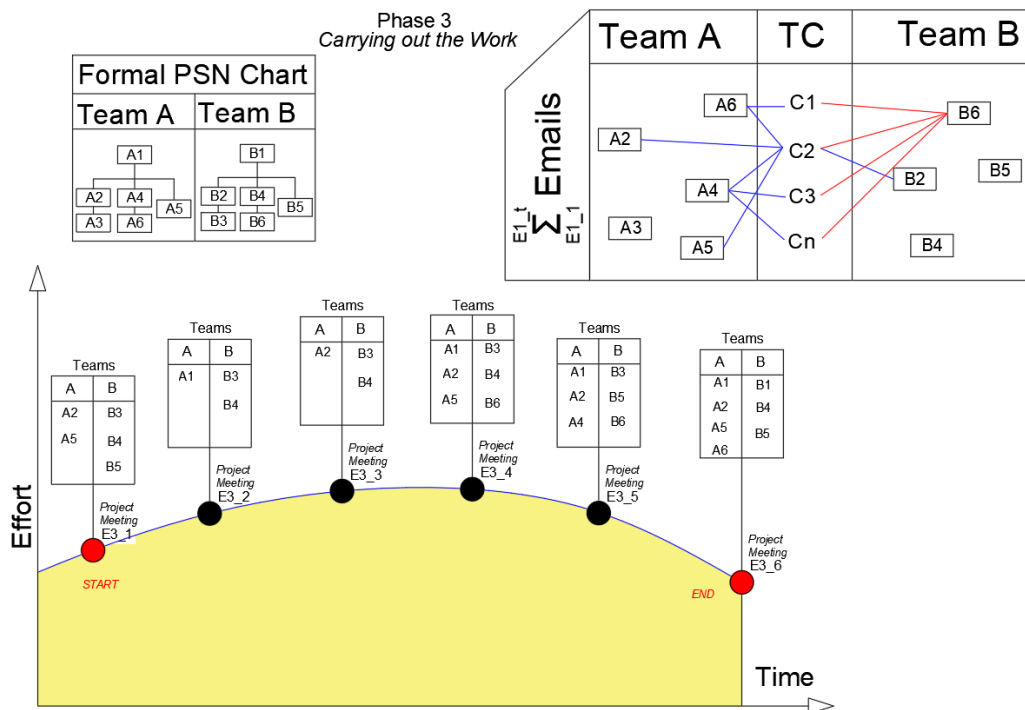 Phase 3
Carrying out the Work
Formal PSN Chart
Team A
Team B
A1
A2
A4
A5
A3
A6
B1
B2
B4
B5
B3
B6
E1_t
∑ Emails
E1_1
Team A
TC
Team B
A6
A2
A4
A3
A5
C1
C2
C3
Cn
B6
B5
B2
B4
Effort
Time
Teams
A B
A2 B3
A5 B4
B5
Project
Meeting
E3_1
START
Teams
A B
A1 B3
B4
Project
Meeting
E3_2
Teams
A B
A2 B3
B4
Project
Meeting
E3_3
Teams
A B
A1 B3
A2 B4
A5 B6
Project
Meeting
E3_4
Teams
A B
A1 B3
A2 B5
A4 B6
Project
Meeting
E3_5
Teams
A B
A1 B1
A2 B4
A5 B5
A6
Project
Meeting
E3_6
END